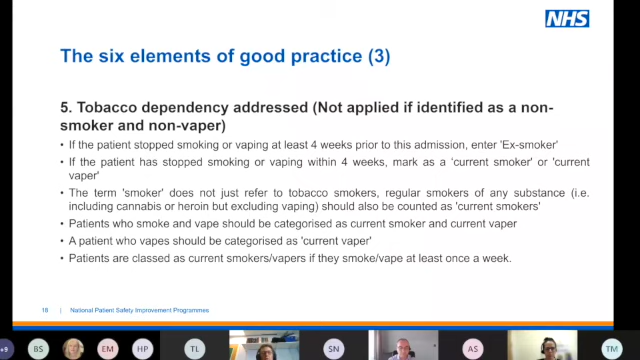 NHS
The six elements of good practice (3)
5. Tobacco dependency addressed (Not applied if identified as a non-
smoker and non-vaper)
• If the patient stopped smoking or vaping at least 4 weeks prior to this admission, enter 'Ex-smoker'
• If the patient has stopped smoking or vaping within 4 weeks, mark as a 'current smoker' or 'current
vaper'
• The term 'smoker' does not just refer to tobacco smokers, regular smokers of any substance (i.e.
including cannabis or heroin but excluding vaping) should also be counted as 'current smokers'
• Patients who smoke and vape should be categorised as current smoker and current vaper
• A patient who vapes should be categorised as 'current vaper'
• Patients are classed as current smokers/vapers if they smoke/vape at least once a week.
18 | National Patient Safety Improvement Programmes
+9 BS EM HP TL SN AS TM